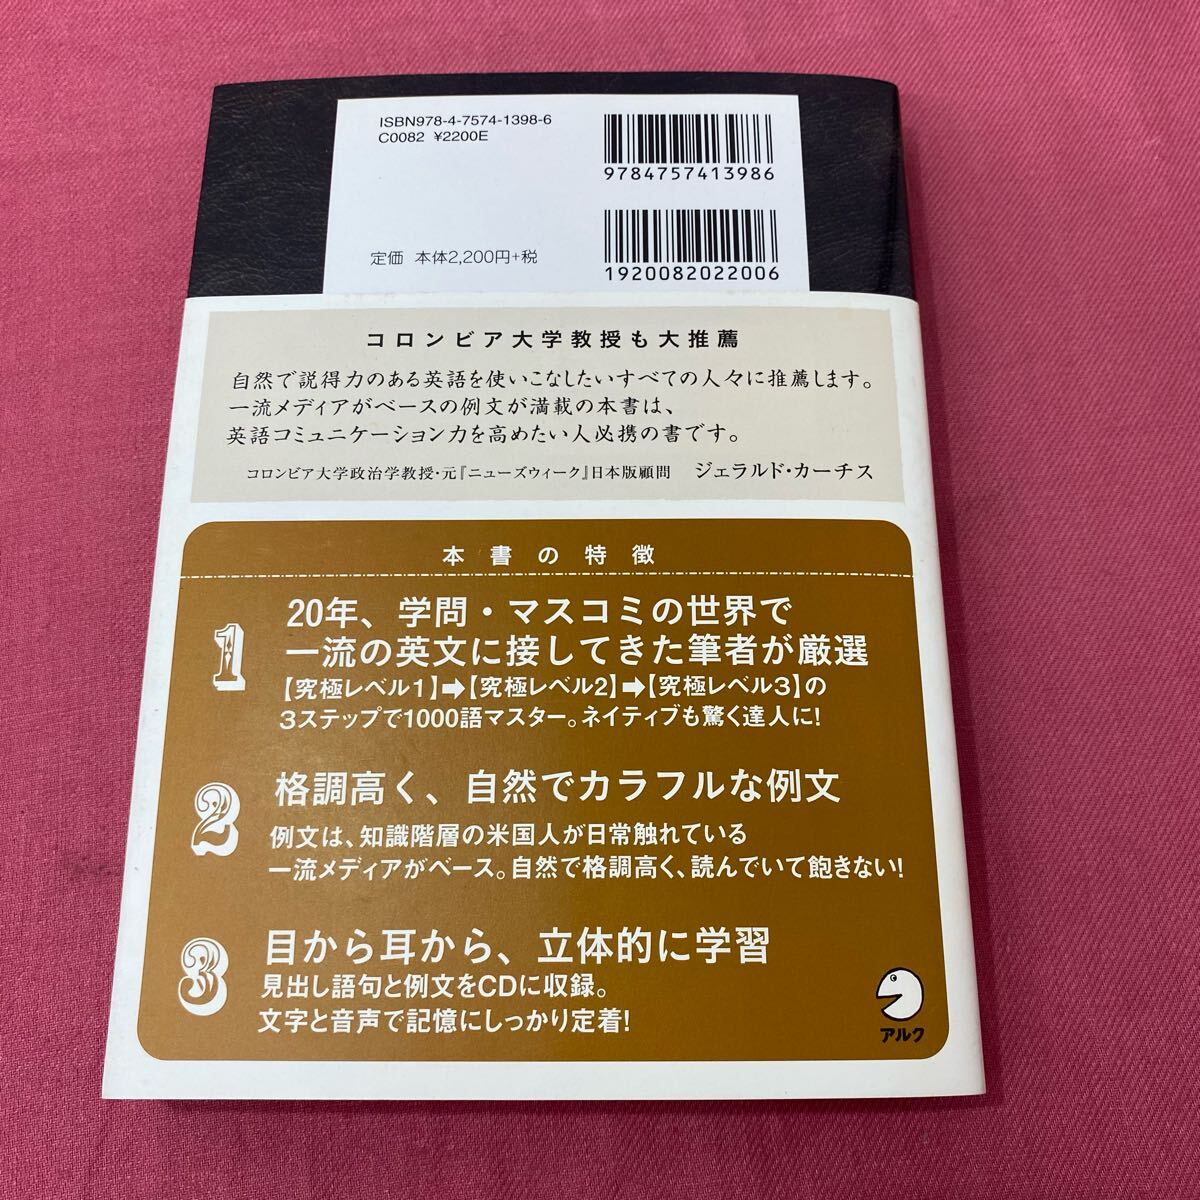 ISBN978-4-7574-1398-6
C0082 ¥2200E
9784757413986
定価 本体2,200円+税
1920082022006
コロンビア大学教授も大推薦
自然で説得力のある英語を使いこなしたいすべての人々に推薦します。
一流メディアがベースの例文が満載の本書は、
英語コミュニケーション力を高めたい人必携の書です。
コロンビア大学政治学教授・元『ニューズウィーク』日本版顧問 ジェラルド・カーチス
本書の特徴
1
20年、学問・マスコミの世界で
一流の英文に接してきた筆者が厳選
【究極レベル1】➡【究極レベル2】➡【究極レベル3】の
3ステップで1000語マスター。ネイティブも驚く達人に!
2
格調高く、自然でカラフルな例文
例文は、知識階層の米国人が日常触れている
一流メディアがベース。自然で格調高く、読んでいて飽きない!
3
目から耳から、立体的に学習
見出し語句と例文をCDに収録。
文字と音声で記憶にしっかり定着!
アルク